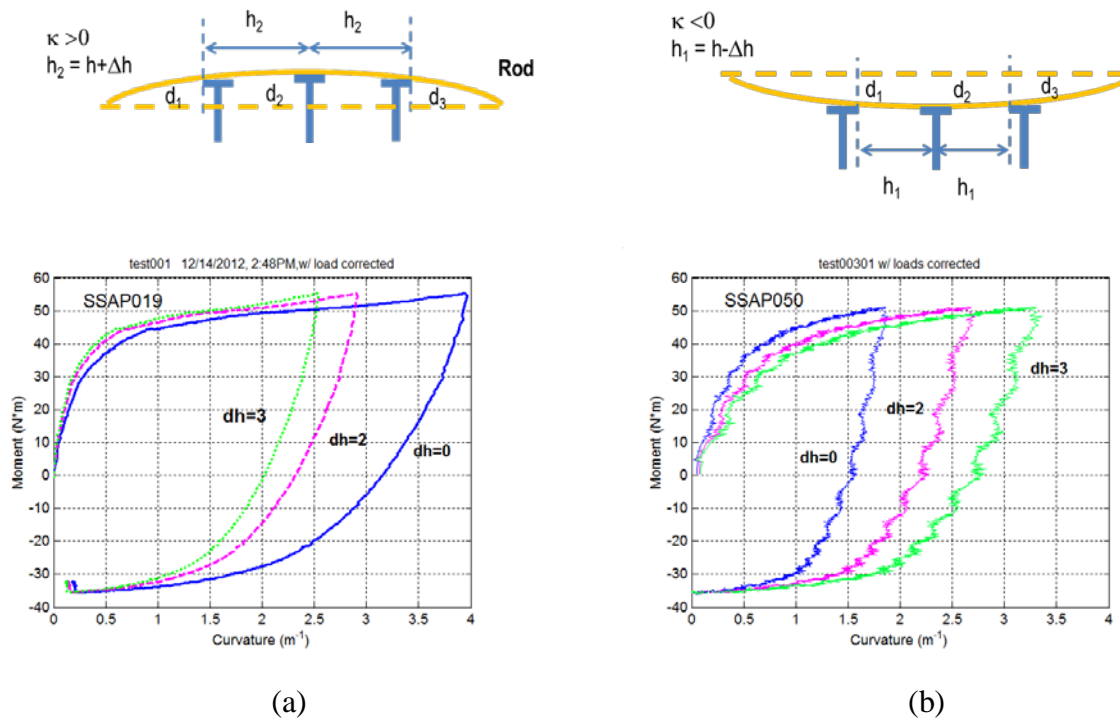 κ >0
h₂ = h+Δh
h₂ h₂
Rod
d₁ d₂ d₃
κ <0
h₁ = h-Δh
d₁ d₂ d₃
h₁ h₁
test001 12/14/2012, 2:48PM,w/ load corrected
SSAP019
dh=3
dh=2
dh=0
Moment (N*m)
60
50
40
30
20
10
0
-10
-20
-30
-40
0 0.5 1 1.5 2 2.5 3 3.5 4
Curvature (m⁻¹)
test00301 w/ loads corrected
SSAP050
dh=3
dh=2
dh=0
Moment (N*m)
60
50
40
30
20
10
0
-10
-20
-30
-40
0 0.5 1 1.5 2 2.5 3 3.5 4
Curvature (m⁻¹)
(a) (b)